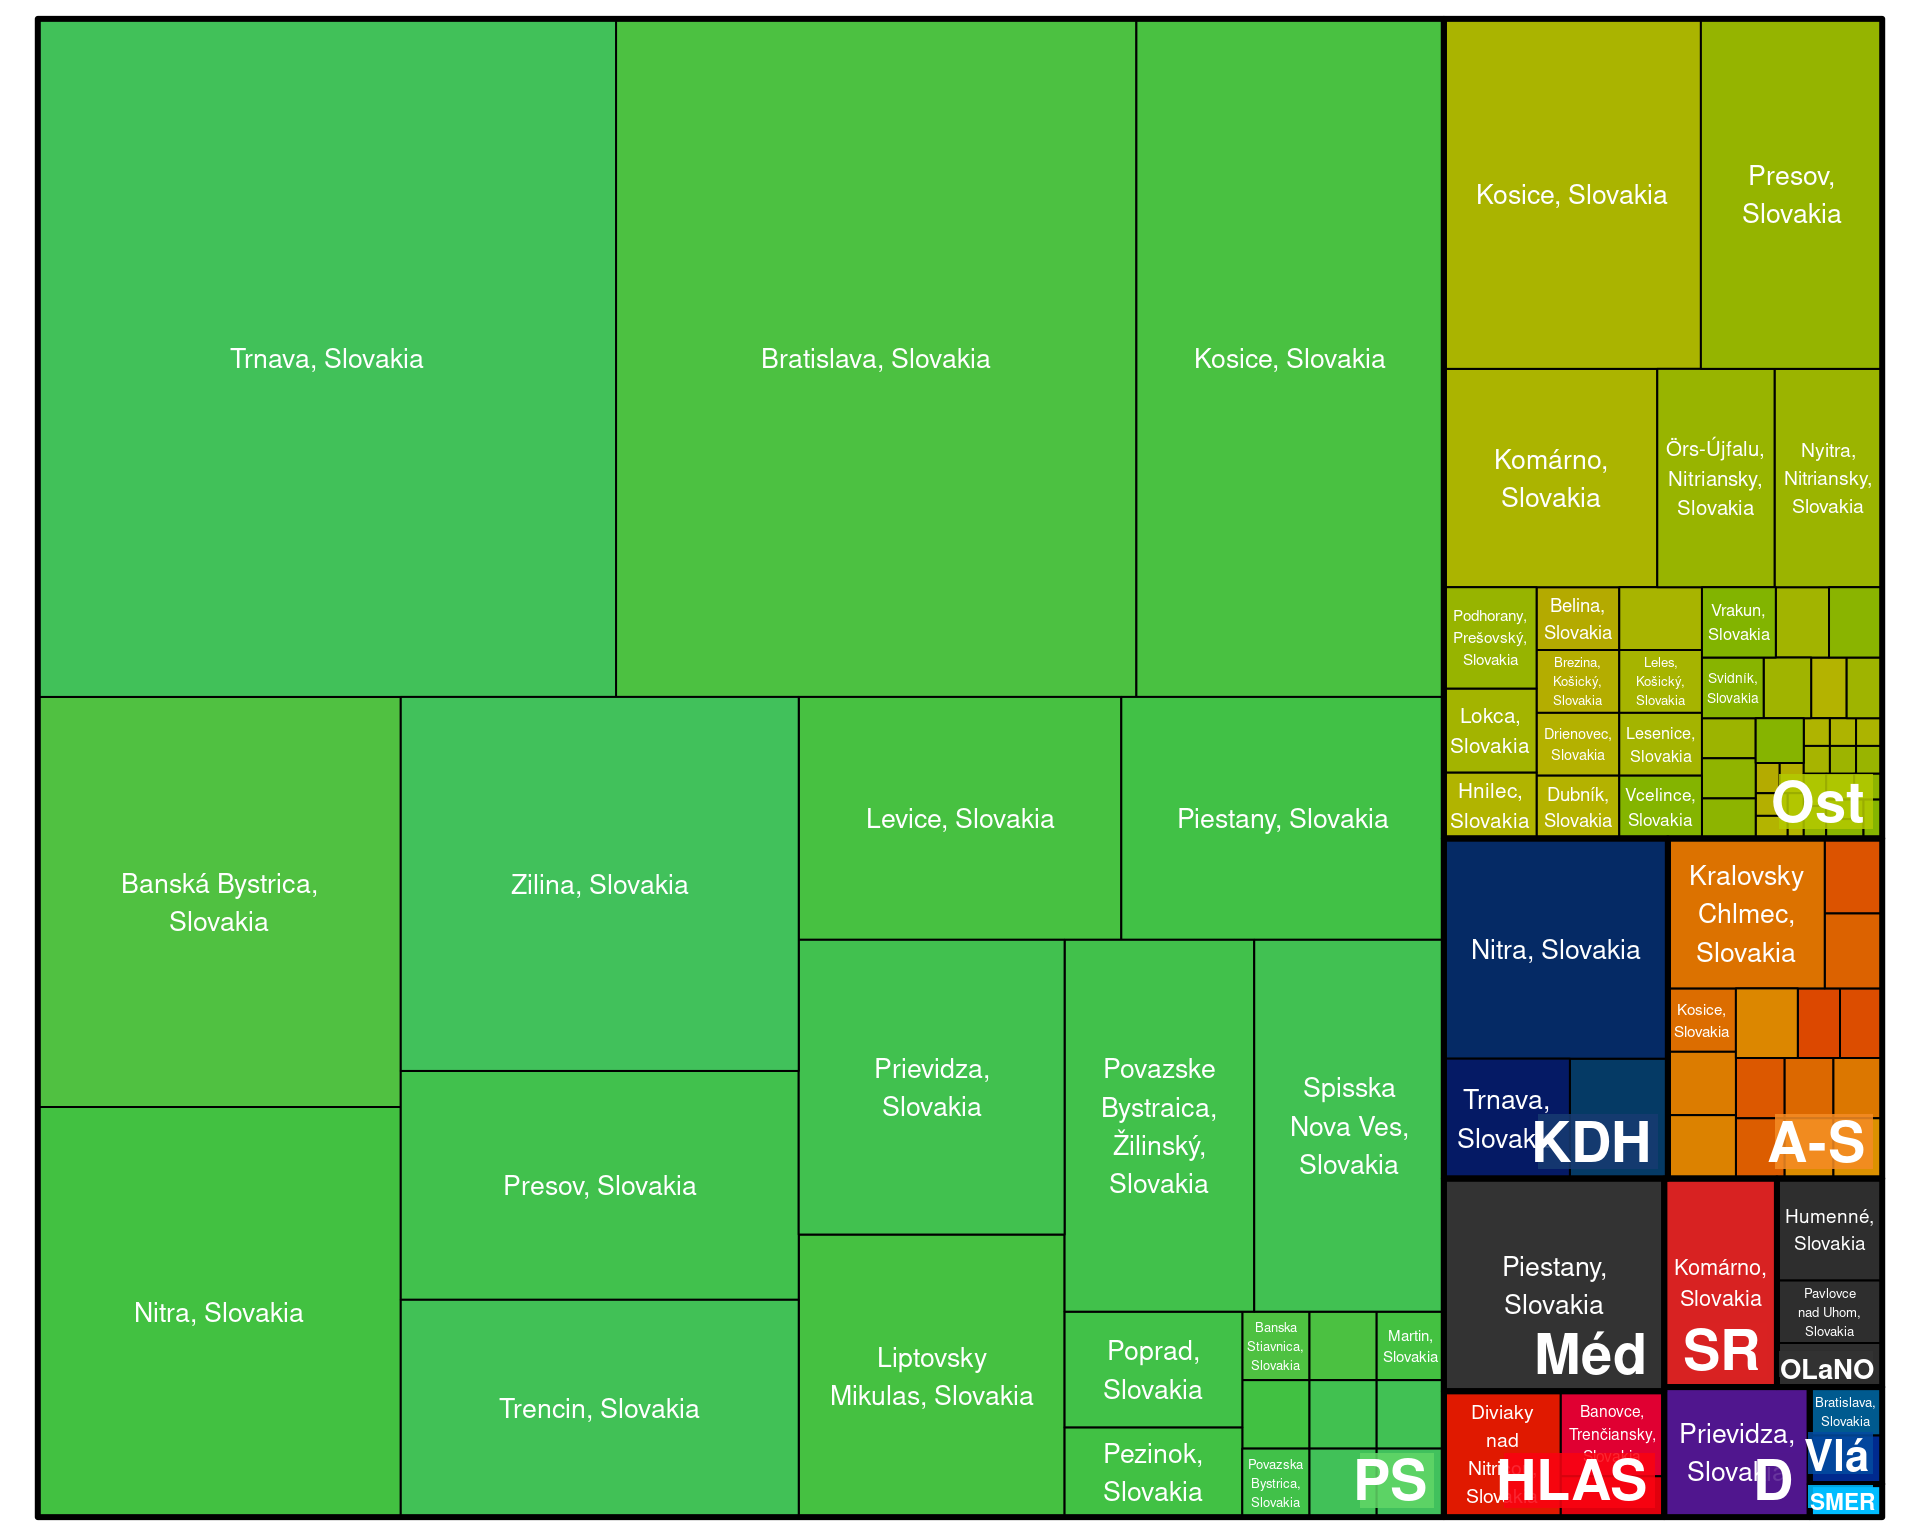 Trnava, Slovakia
Bratislava, Slovakia
Kosice, Slovakia
Banská Bystrica,
Slovakia
Zilina, Slovakia
Levice, Slovakia
Piestany, Slovakia
Nitra, Slovakia
Presov, Slovakia
Trencin, Slovakia
Prievidza,
Slovakia
Liptovsky
Mikulas, Slovakia
Povazske
Bystraica,
Žilinský,
Slovakia
Spisska
Nova Ves,
Slovakia
Poprad,
Slovakia
Pezinok,
Slovakia
Banska
Stiavnica,
Slovakia
Martin,
Slovakia
Povazska
Bystrica,
Slovakia
PS
Kosice, Slovakia
Presov,
Slovakia
Komárno,
Slovakia
Örs-Újfalu,
Nitriansky,
Slovakia
Nyitra,
Nitriansky,
Slovakia
Podhorany,
Prešovský,
Slovakia
Lokca,
Slovakia
Hnilec,
Slovakia
Belina,
Slovakia
Brezina,
Košický,
Slovakia
Drienovec,
Slovakia
Dubník,
Slovakia
Leles,
Košický,
Slovakia
Lesenice,
Slovakia
Vcelince,
Slovakia
Vrakun,
Slovakia
Svidník,
Slovakia
Ost
Nitra, Slovakia
Trnava,
Slovakia
KDH
Kralovsky
Chlmec,
Slovakia
Kosice,
Slovakia
A-S
Piestany,
Slovakia
Méd
Komárno,
Slovakia
SR
Humenné,
Slovakia
Pavlovce
nad Uhom,
Slovakia
OLaNO
Diviaky
nad
Slovakia
Banovce,
Trenčiansky,
Slovakia
HLAS
Prievidza,
Slovakia
D
Bratislava,
Slovakia
Vlá
SMER